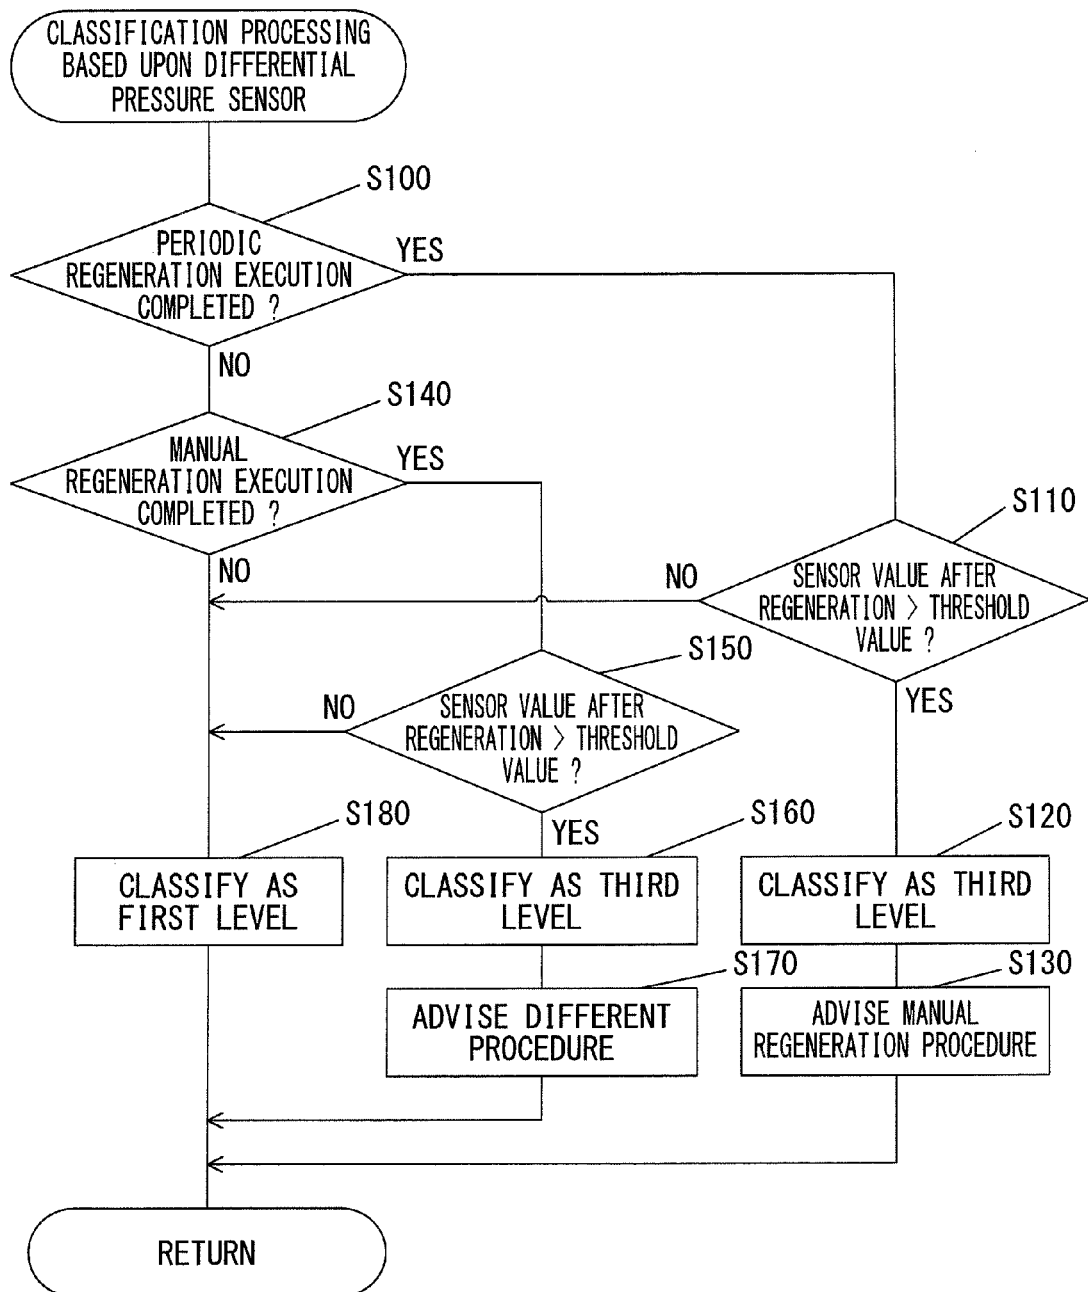 CLASSIFICATION PROCESSING
BASED UPON DIFFERENTIAL
PRESSURE SENSOR
S100
PERIODIC
REGENERATION EXECUTION
COMPLETED ?
YES
NO
S140
MANUAL
REGENERATION EXECUTION
COMPLETED ?
YES
NO
S110
SENSOR VALUE AFTER
REGENERATION > THRESHOLD
VALUE ?
NO
YES
S150
SENSOR VALUE AFTER
REGENERATION > THRESHOLD
VALUE ?
NO
YES
S180
CLASSIFY AS
FIRST LEVEL
S160
CLASSIFY AS THIRD
LEVEL
S120
CLASSIFY AS THIRD
LEVEL
S170
ADVISE DIFFERENT
PROCEDURE
S130
ADVISE MANUAL
REGENERATION PROCEDURE
RETURN